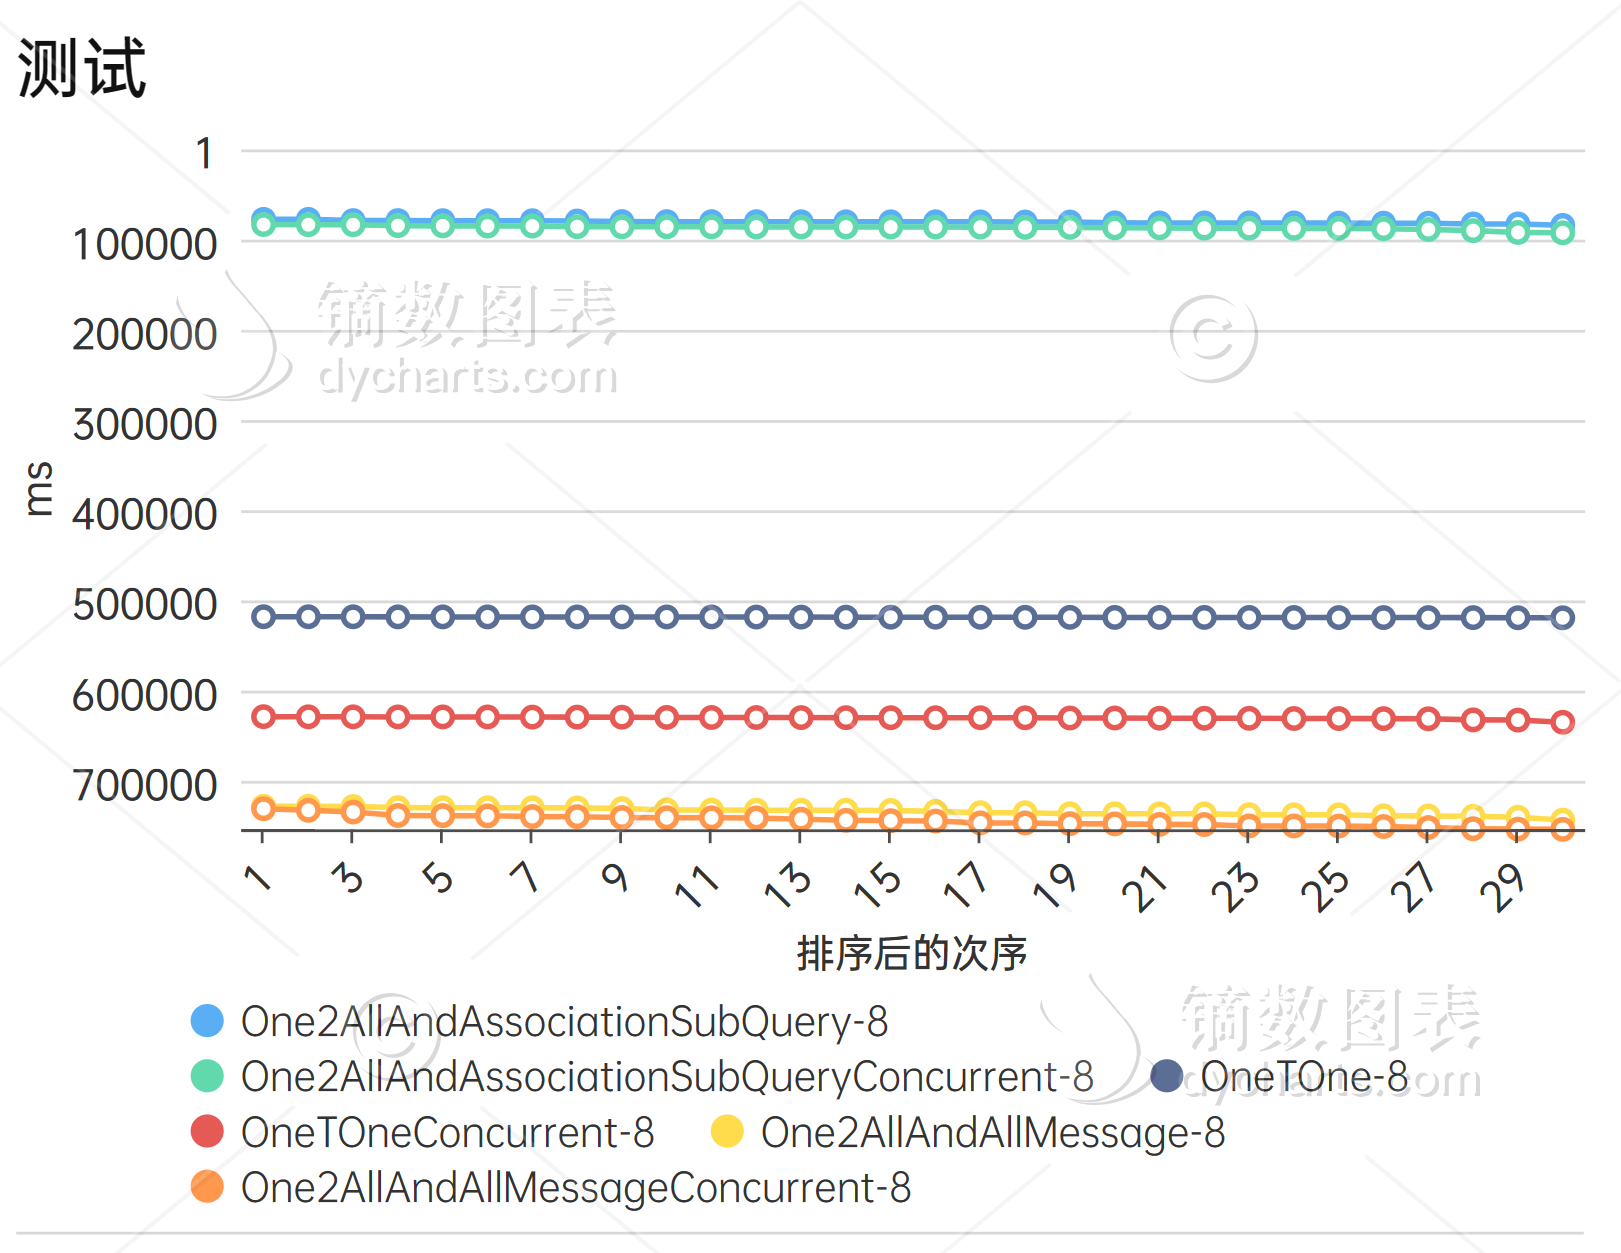 测试
1
100000
200000
300000
400000
500000
600000
700000
ms
1 3 5 7 9 11 13 15 17 19 21 23 25 27 29
排序后的次序
One2AllAndAssociationSubQuery-8
One2AllAndAssociationSubQueryConcurrent-8 OneTOne-8
OneTOneConcurrent-8 One2AllAndAllMessage-8
One2AllAndAllMessageConcurrent-8
镝数图表
dycharts.com
©
©
镝数图表
dycharts.com